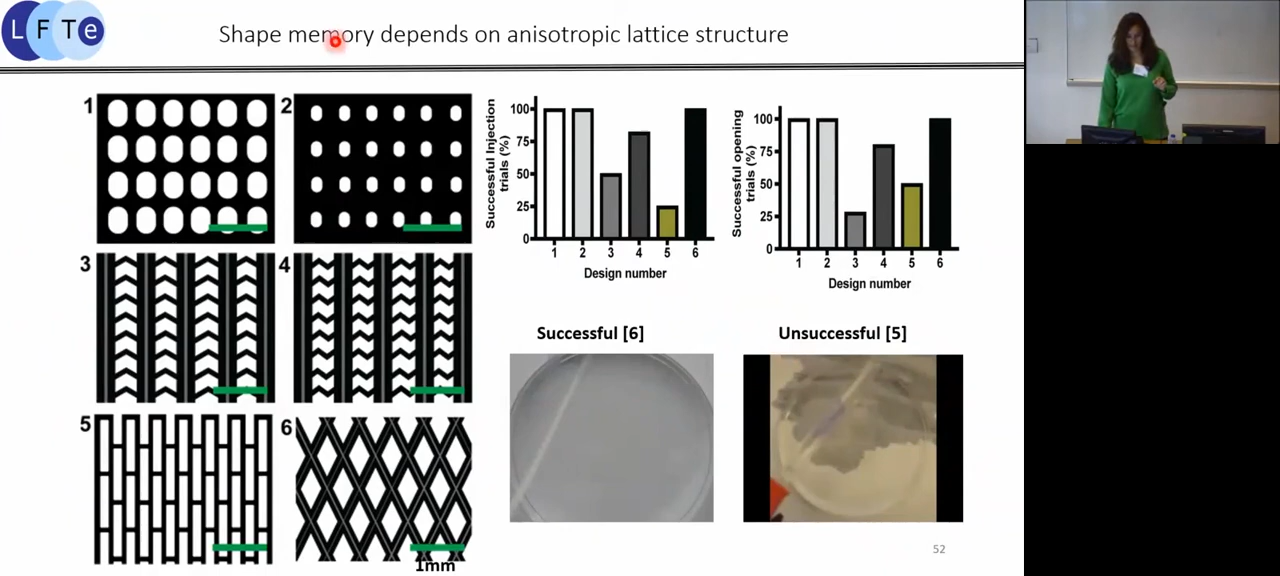 LFTe
Shape memory depends on anisotropic lattice structure
1
2
3
4
5
6
1mm
Successful Injection
trials (%)
100
75
50
25
0
1 2 3 4 5 6
Design number
Successful opening
trials (%)
100
75
50
25
0
1 2 3 4 5 6
Design number
Successful [6]
Unsuccessful [5]
52